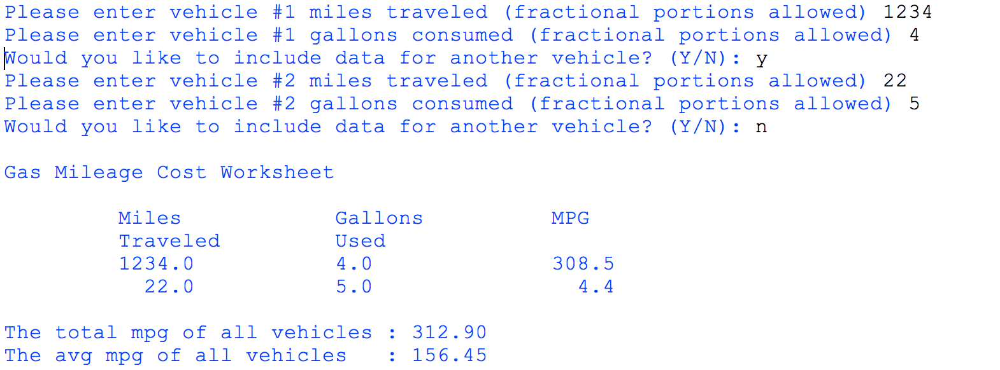 Please enter vehicle #1 miles traveled (fractional portions allowed) 1234
Please enter vehicle #1 gallons consumed (fractional portions allowed) 4
Would you like to include data for another vehicle? (Y/N): y
Please enter vehicle #2 miles traveled (fractional portions allowed) 22
Please enter vehicle #2 gallons consumed (fractional portions allowed) 5
Would you like to include data for another vehicle? (Y/N): n
Gas Mileage Cost Worksheet
Miles Gallons MPG
Traveled Used
1234.0 4.0 308.5
22.0 5.0 4.4
The total mpg of all vehicles : 312.90
The avg mpg of all vehicles : 156.45